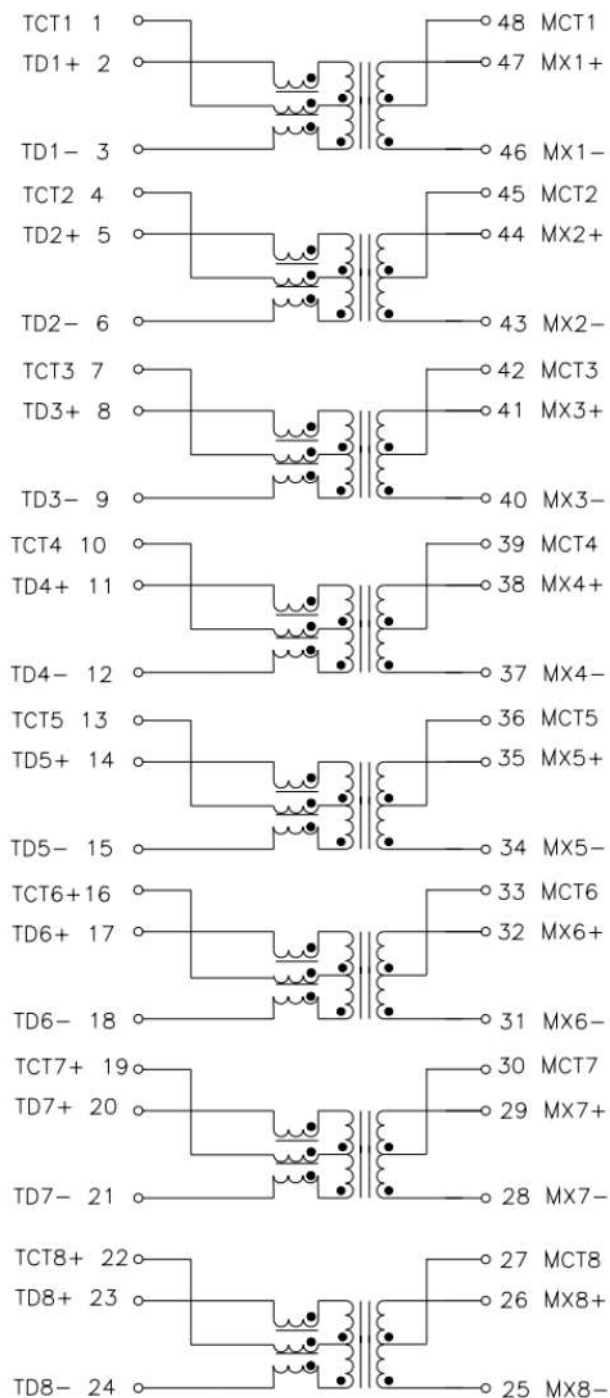 TCT1 1 48 MCT1
TD1+ 2 47 MX1+
TD1- 3 46 MX1-
TCT2 4 45 MCT2
TD2+ 5 44 MX2+
TD2- 6 43 MX2-
TCT3 7 42 MCT3
TD3+ 8 41 MX3+
TD3- 9 40 MX3-
TCT4 10 39 MCT4
TD4+ 11 38 MX4+
TD4- 12 37 MX4-
TCT5 13 36 MCT5
TD5+ 14 35 MX5+
TD5- 15 34 MX5-
TCT6+ 16 33 MCT6
TD6+ 17 32 MX6+
TD6- 18 31 MX6-
TCT7+ 19 30 MCT7
TD7+ 20 29 MX7+
TD7- 21 28 MX7-
TCT8+ 22 27 MCT8
TD8+ 23 26 MX8+
TD8- 24 25 MX8-